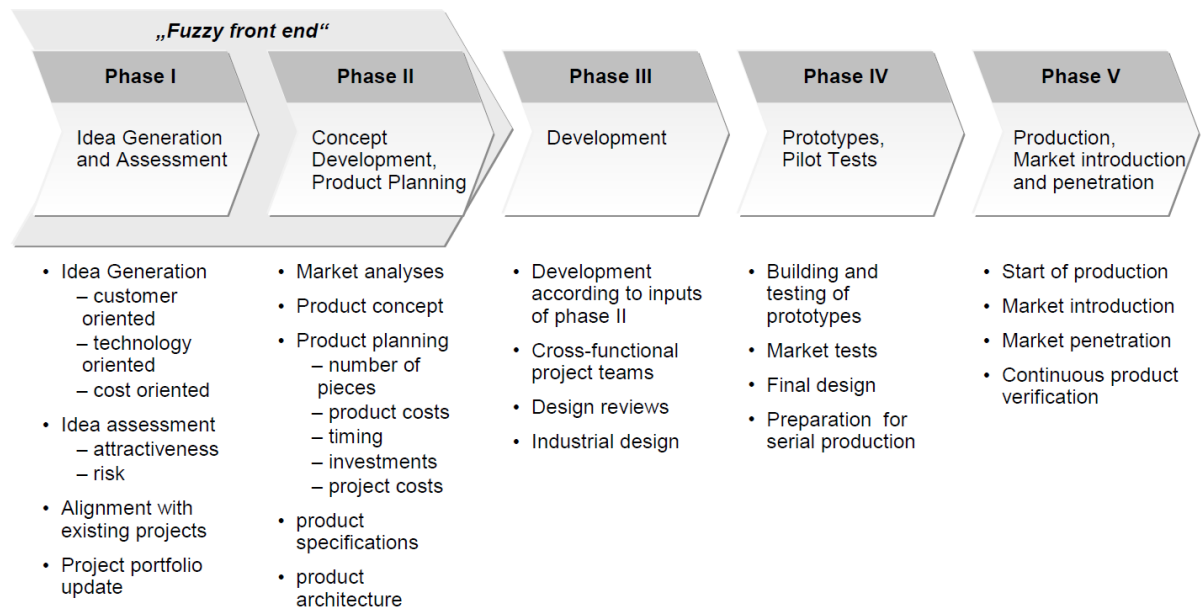 „Fuzzy front end“
Phase I
Idea Generation
and Assessment
Phase II
Concept
Development,
Product Planning
Phase III
Development
Phase IV
Prototypes,
Pilot Tests
Phase V
Production,
Market introduction
and penetration
• Idea Generation
– customer
oriented
– technology
oriented
– cost oriented
• Idea assessment
– attractiveness
– risk
• Alignment with
existing projects
• Project portfolio
update
• Market analyses
• Product concept
• Product planning
– number of
pieces
– product costs
– timing
– investments
– project costs
• product
specifications
• product
architecture
• Development
according to inputs
of phase II
• Cross-functional
project teams
• Design reviews
• Industrial design
• Building and
testing of
prototypes
• Market tests
• Final design
• Preparation for
serial production
• Start of production
• Market introduction
• Market penetration
• Continuous product
verification